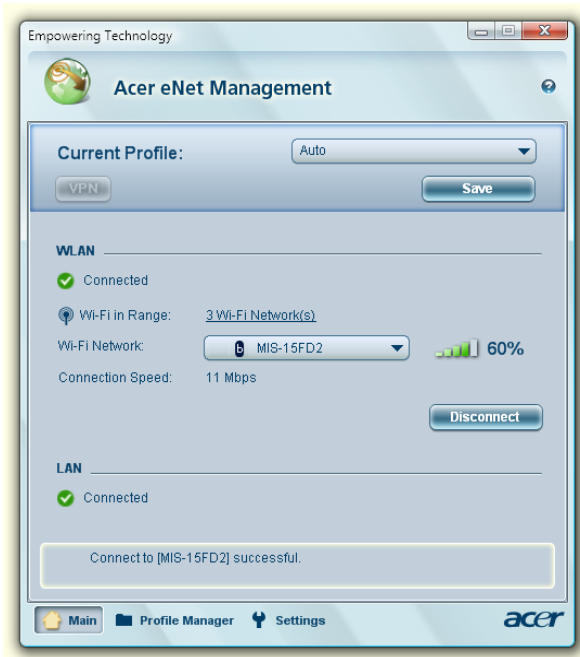 Empowering Technology
Acer eNet Management
Current Profile: Auto
VPN Save
WLAN
Connected
Wi-Fi in Range: 3 Wi-Fi Network(s)
Wi-Fi Network: b MIS-15FD2 60%
Connection Speed: 11 Mbps
Disconnect
LAN
Connected
Connect to [MIS-15FD2] successful.
Main Profile Manager Settings acer